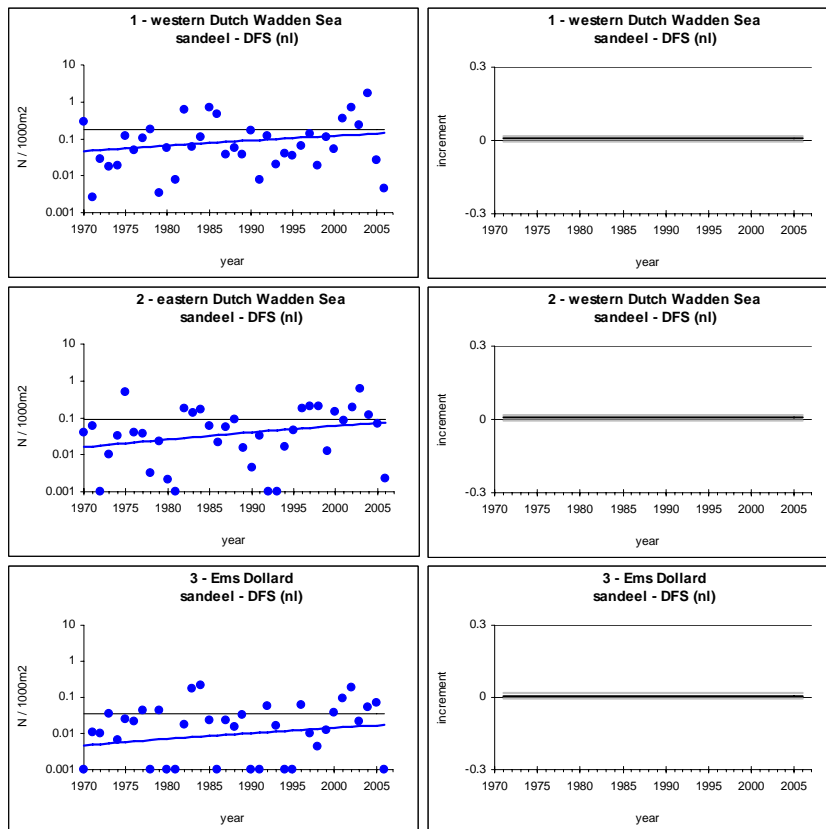 1 - western Dutch Wadden Sea
sandeel - DFS (nl)
10
1
0.1
0.01
0.001
N / 1000m2
1970 1975 1980 1985 1990 1995 2000 2005
year
1 - western Dutch Wadden Sea
sandeel - DFS (nl)
0.3
0
-0.3
increment
1970 1975 1980 1985 1990 1995 2000 2005
year
2 - eastern Dutch Wadden Sea
sandeel - DFS (nl)
10
1
0.1
0.01
0.001
N / 1000m2
1970 1975 1980 1985 1990 1995 2000 2005
year
2 - western Dutch Wadden Sea
sandeel - DFS (nl)
0.3
0
-0.3
increment
1970 1975 1980 1985 1990 1995 2000 2005
year
3 - Ems Dollard
sandeel - DFS (nl)
10
1
0.1
0.01
0.001
N / 1000m2
1970 1975 1980 1985 1990 1995 2000 2005
year
3 - Ems Dollard
sandeel - DFS (nl)
0.3
0
-0.3
increment
1970 1975 1980 1985 1990 1995 2000 2005
year